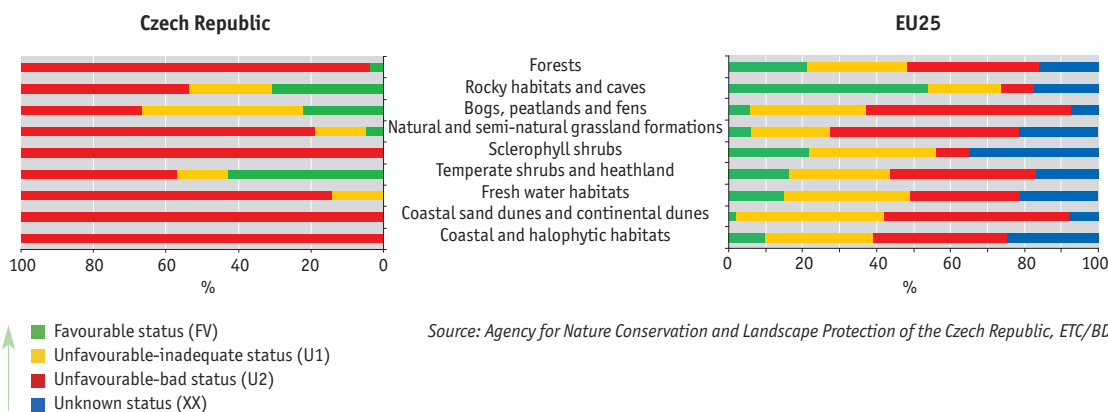 Czech Republic
EU25
Forests
Rocky habitats and caves
Bogs, peatlands and fens
Natural and semi-natural grassland formations
Sclerophyll shrubs
Temperate shrubs and heathland
Fresh water habitats
Coastal sand dunes and continental dunes
Coastal and halophytic habitats
100 80 60 40 20 0
%
0 20 40 60 80 100
%
Favourable status (FV)
Unfavourable-inadequate status (U1)
Unfavourable-bad status (U2)
Unknown status (XX)
Source: Agency for Nature Conservation and Landscape Protection of the Czech Republic, ETC/BD